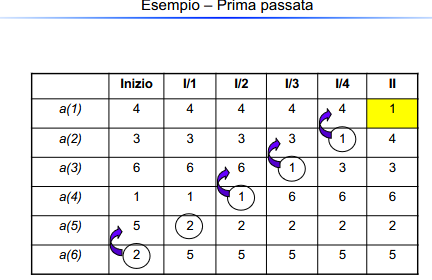 Esempio – Prima passata
Inizio I/1 I/2 I/3 I/4 II
a(1) 4 4 4 4 4 1
a(2) 3 3 3 3 1 4
a(3) 6 6 6 1 3 3
a(4) 1 1 1 6 6 6
a(5) 5 2 2 2 2 2
a(6) 2 5 5 5 5 5